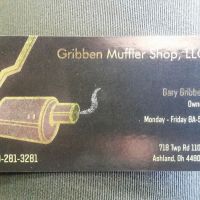 Gribben Muffler Shop, LLC
Gary Gribben
Owne
Monday - Friday 8A-5
718 Twp Rd 110
Ashland, Oh 4480
-281-3281